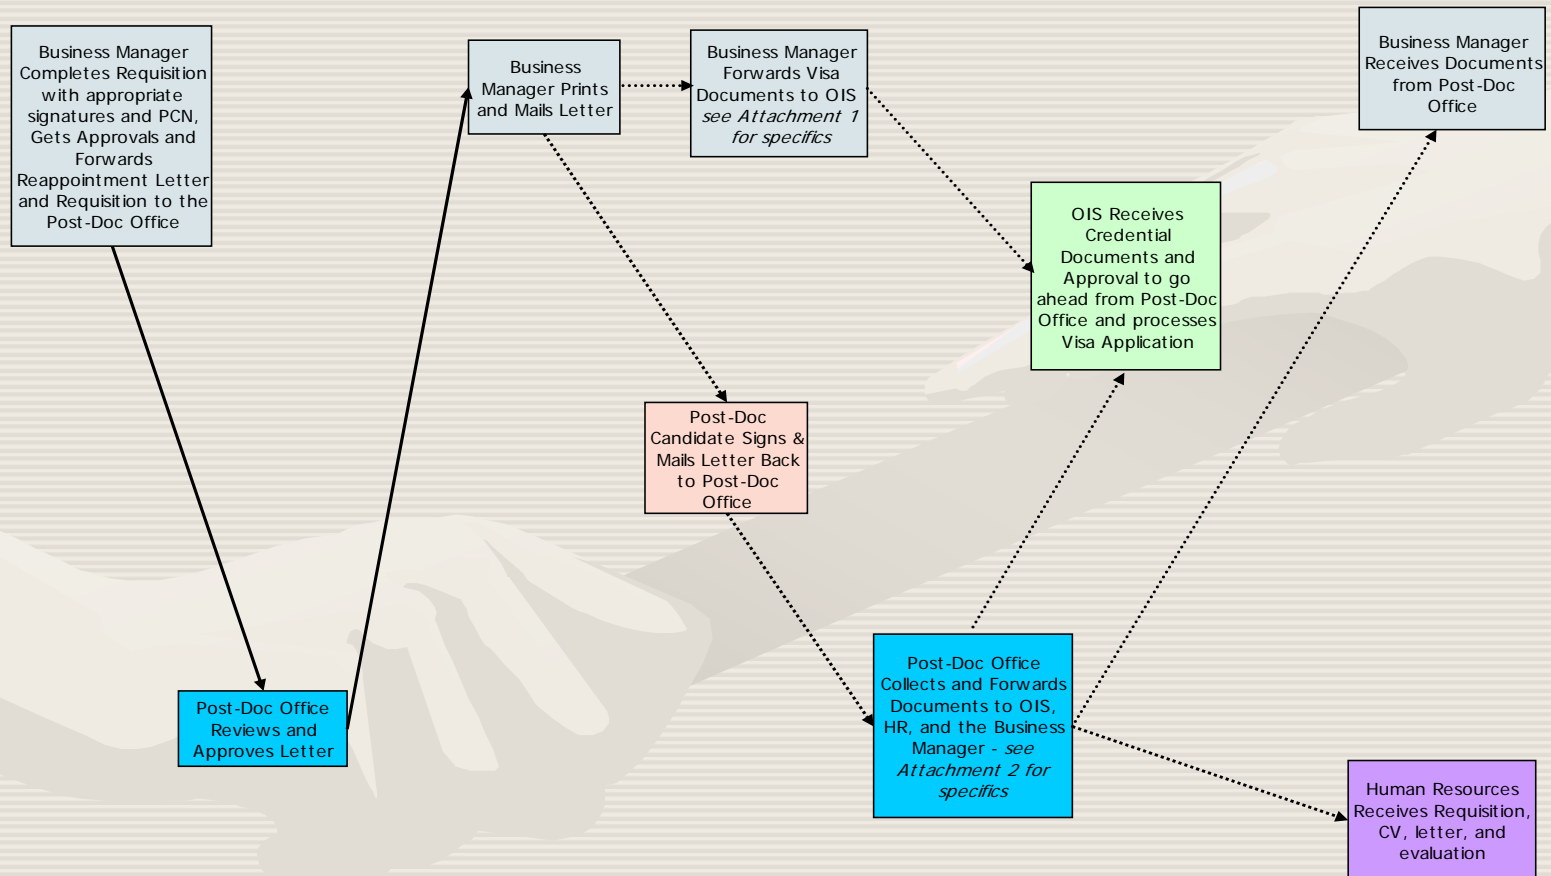 Business Manager
Completes Requisition
with appropriate
signatures and PCN,
Gets Approvals and
Forwards
Reappointment Letter
and Requisition to the
Post-Doc Office
Business
Manager Prints
and Mails Letter
Business Manager
Forwards Visa
Documents to OIS
see Attachment 1
for specifics
Business Manager
Receives Documents
from Post-Doc
Office
OIS Receives
Credential
Documents and
Approval to go
ahead from Post-Doc
Office and processes
Visa Application
Post-Doc
Candidate Signs &
Mails Letter Back
to Post-Doc
Office
Post-Doc Office
Reviews and
Approves Letter
Post-Doc Office
Collects and Forwards
Documents to OIS,
HR, and the Business
Manager - see
Attachment 2 for
specifics
Human Resources
Receives Requisition,
CV, letter, and
evaluation